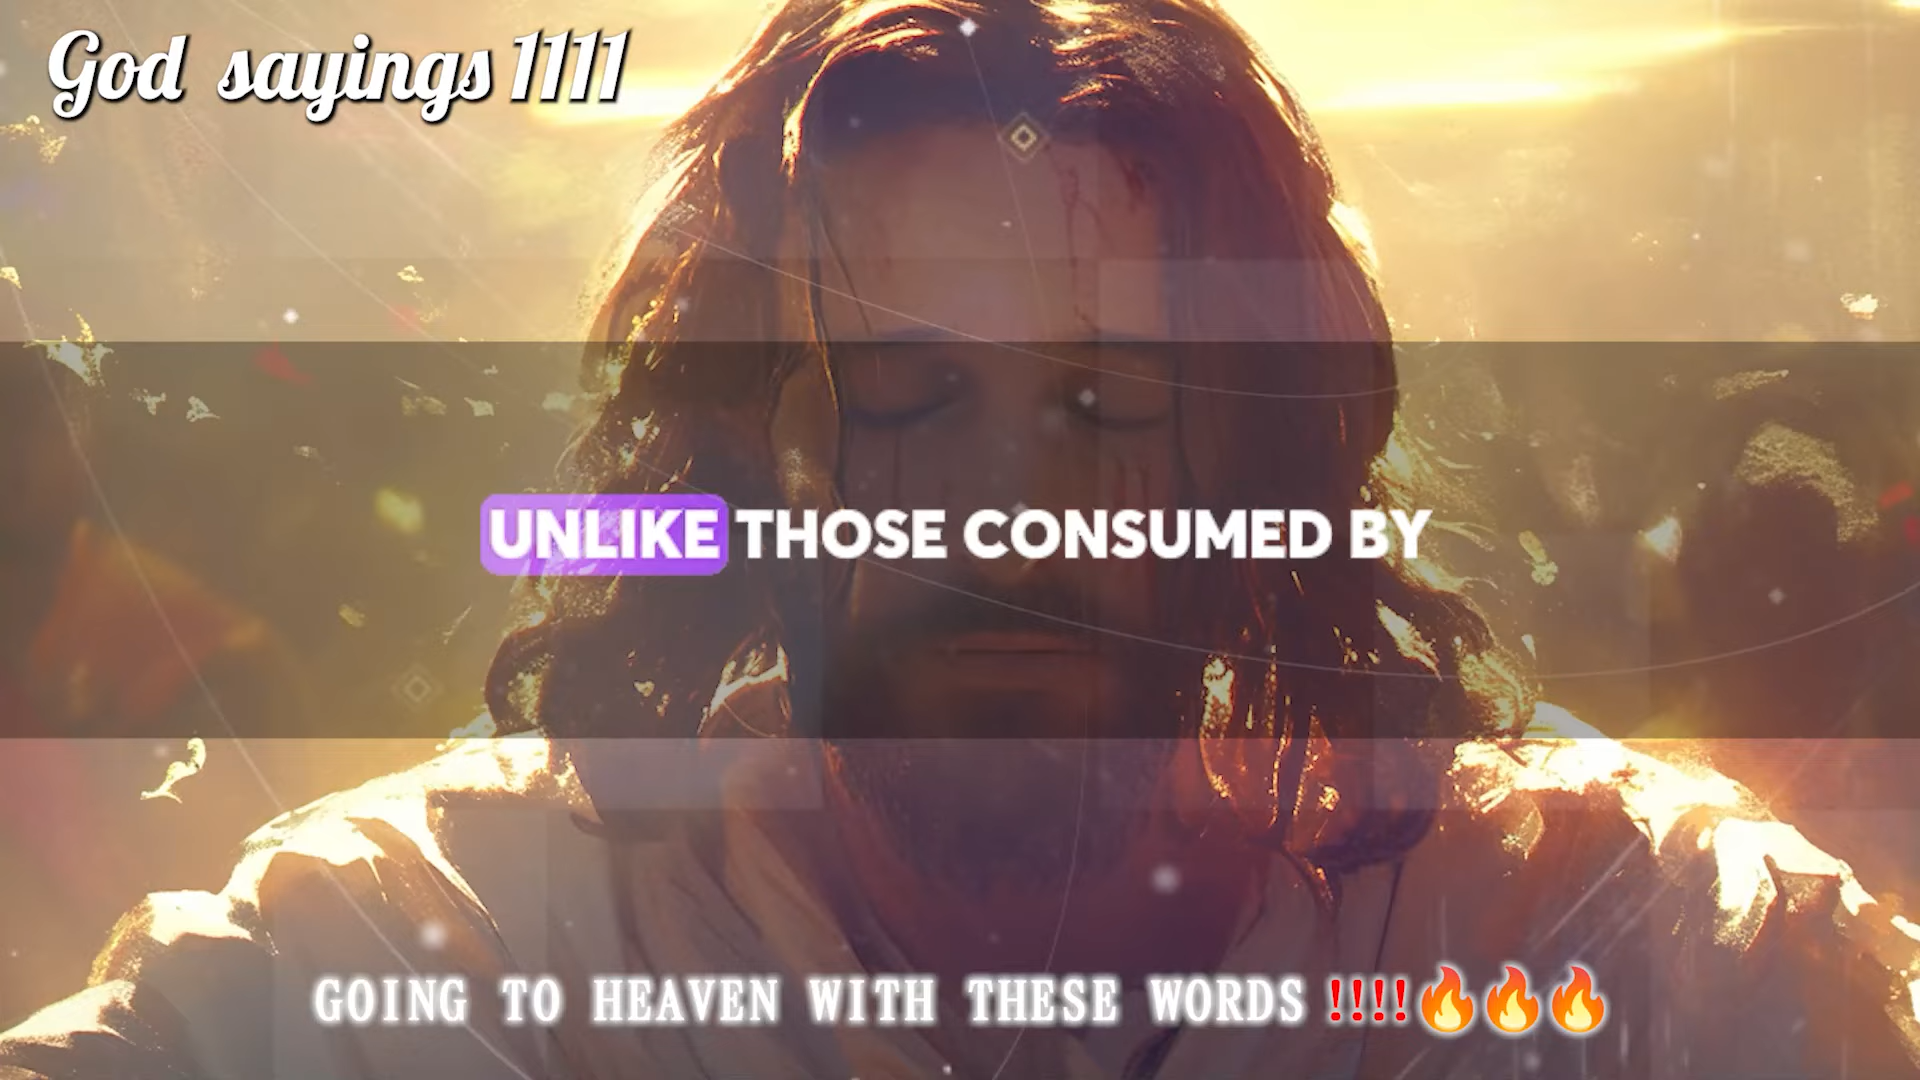 God sayings 1111
UNLIKE THOSE CONSUMED BY
GOING TO HEAVEN WITH THESE WORDS !!!!🔥🔥🔥